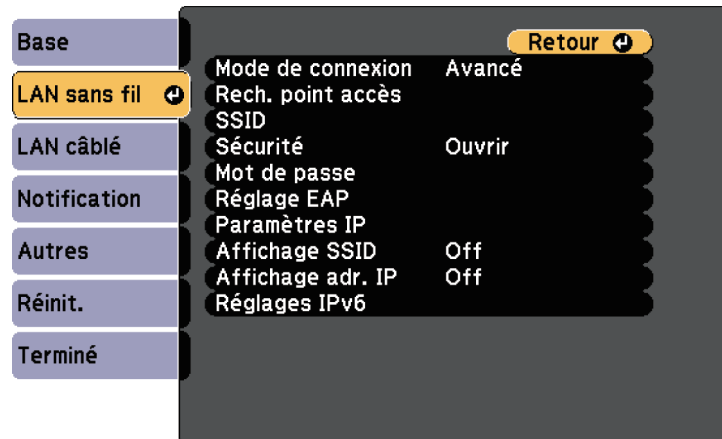 Base
LAN sans fil
LAN câblé
Notification
Autres
Réinit.
Terminé
Retour
Mode de connexion Avancé
Rech. point accès
SSID
Sécurité Ouvrir
Mot de passe
Réglage EAP
Paramètres IP
Affichage SSID Off
Affichage adr. IP Off
Réglages IPv6